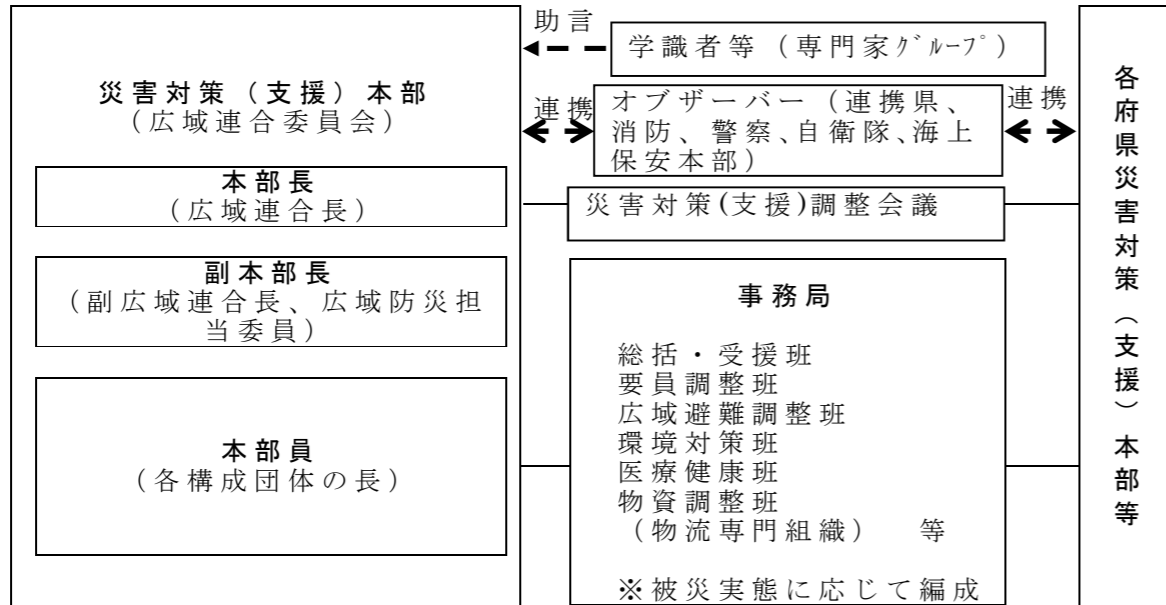 災害対策（支援）本部
（広域連合委員会）
本部長
（広域連合長）
副本部長
（副広域連合長、広域防災担
当委員）
本部員
（各構成団体の長）
助言
学識者等（専門家ｸﾞﾙｰﾌﾟ）
連携
オブザーバー（連携県、
消防、警察、自衛隊、海上
保安本部）
連携
災害対策(支援)調整会議
事務局
総括・受援班
要員調整班
広域避難調整班
環境対策班
医療健康班
物資調整班
（物流専門組織）　等
※被災実態に応じて編成
各府県災害対策（支援）本部等